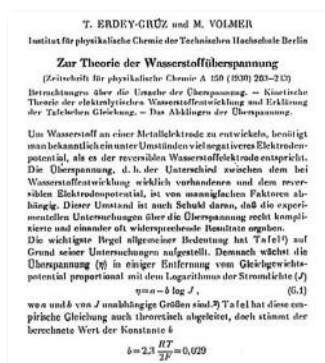 T. ERDEY-GRÚZ und M. VOLMER
Institut für physikalische Chemie der Technischen Hochschule Berlin
Zur Theorie der Wasserstoffüberspannung
(Zeitschrift für physikalische Chemie A 150 (1930) 203–213)
Betrachtungen über die Ursache der Überspannung. – Kinetische
Theorie der elektrolytischen Wasserstoffentwicklung und Erklärung
der Tafelschen Gleichung. – Das Abklingen der Überspannung.
Um Wasserstoff an einer Metallelektrode zu entwickeln, benötigt
man bekanntlich ein unter Umständen viel negativeres Elektroden-
potential, als es der reversiblen Wasserstoffelektrode entspricht.
Die Überspannung, d. h. der Unterschied zwischen dem bei
Wasserstoffentwicklung wirklich vorhandenen und dem rever-
siblen Elektrodenpotential, ist von mannigfachen Faktoren ab-
hängig. Dieser Umstand ist auch Schuld daran, daß die experi-
mentellen Untersuchungen über die Überspannung recht kompli-
zierte und einander oft widersprechende Resultate ergaben.
Die wichtigste Regel allgemeiner Bedeutung hat Tafel¹) auf
Grund seiner Untersuchungen aufgestellt. Demnach wächst die
Überspannung (η) in einiger Entfernung vom Gleichgewichts-
potential proportional mit dem Logarithmus der Stromdichte (J)
η=a–b log J , (6.1)
wo a und b von J unabhängige Größen sind.²) Tafel hat diese em-
pirische Gleichung auch theoretisch abgeleitet, doch stimmt der
berechnete Wert der Konstante b
b=2,3 RT/2F=0,029